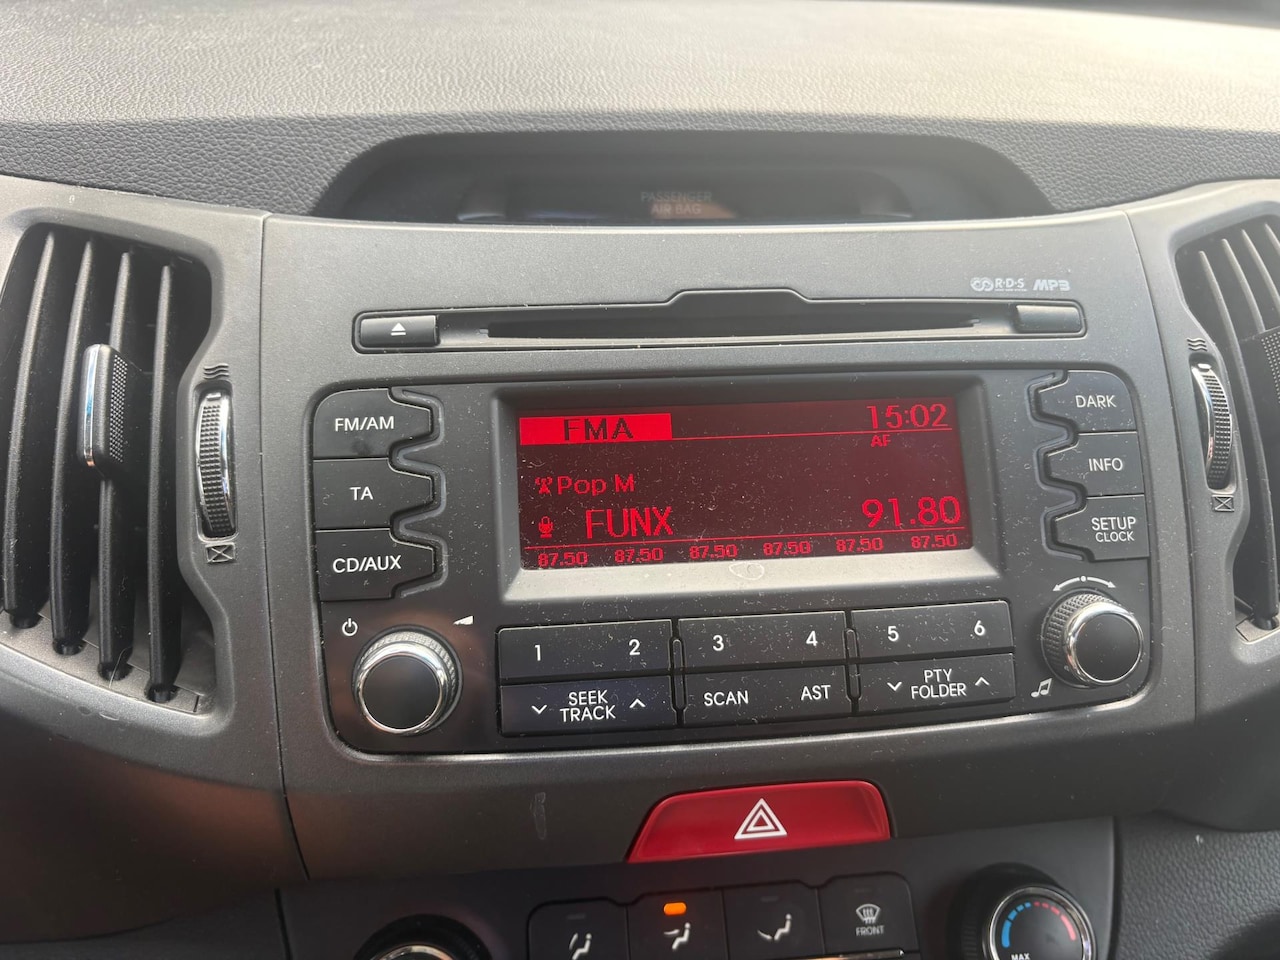 PASSENGER
AIR BAG
R·D·S MP3
FM/AM
TA
CD/AUX
FMA 15:02
AF
Pop M
FUNX 91.80
87.50 87.50 87.50 87.50 87.50 87.50
DARK
INFO
SETUP
CLOCK
1 2 3 4 5 6
SEEK
TRACK
SCAN AST
PTY
FOLDER
FRONT
MAX